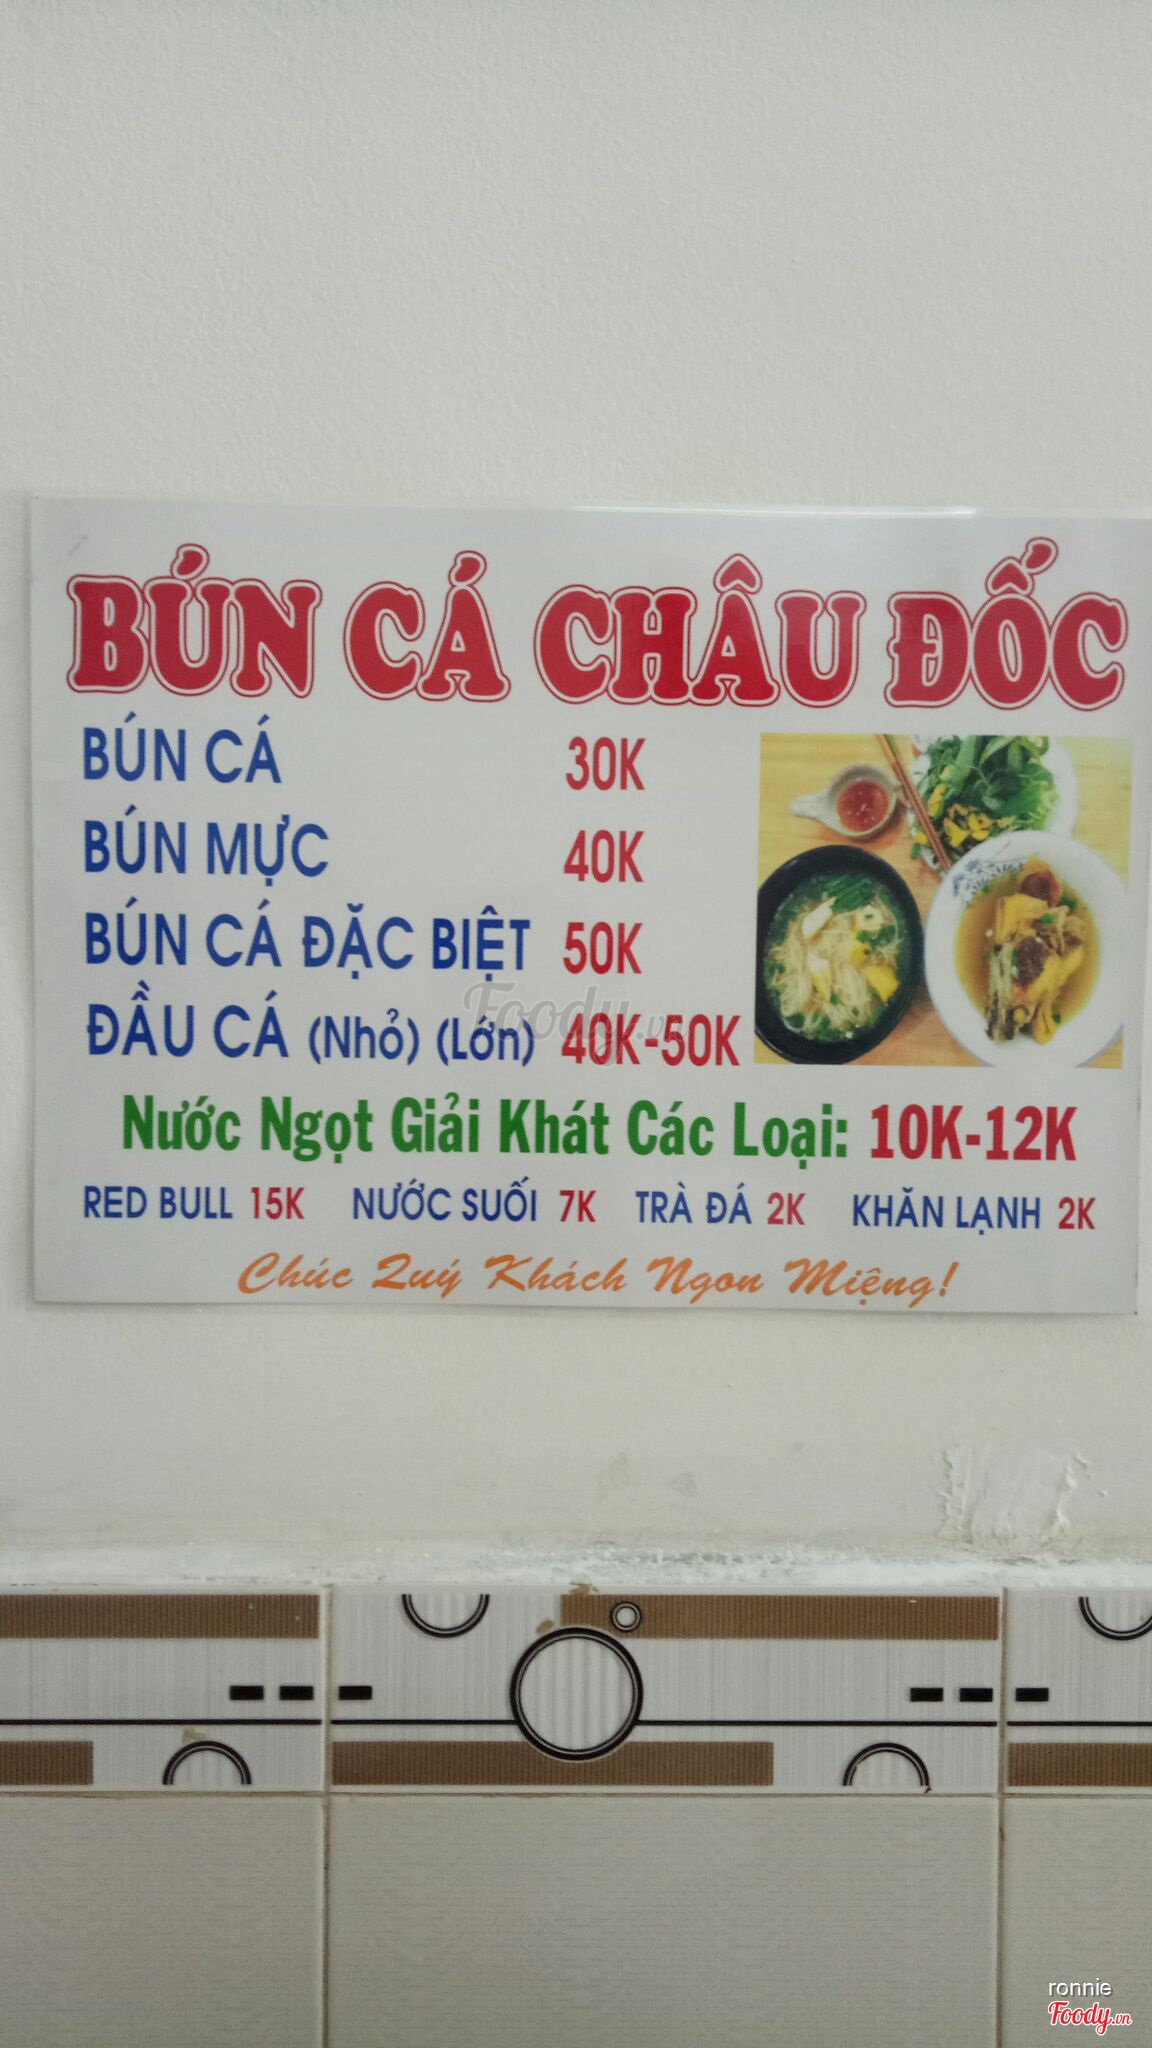 BÚN CÁ CHÂU ĐỐC
BÚN CÁ 30K
BÚN MỰC 40K
BÚN CÁ ĐẶC BIỆT 50K
ĐẦU CÁ (Nhỏ) (Lớn) 40K-50K
Foody.vn
Nước Ngọt Giải Khát Các Loại: 10K-12K
RED BULL 15K NƯỚC SUỐI 7K TRÀ ĐÁ 2K KHĂN LẠNH 2K
Chúc Quý Khách Ngon Miệng!
ronnie
Foody.vn